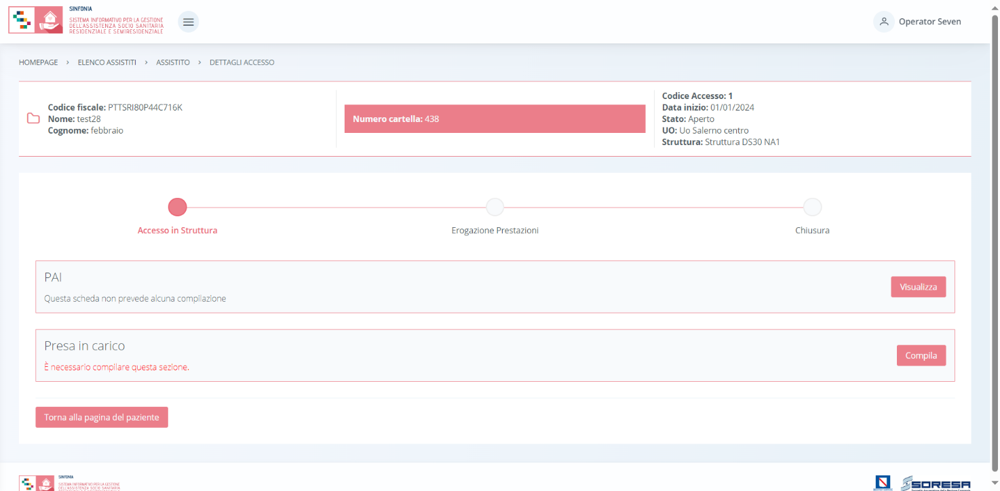 SINFONIA
SISTEMA INFORMATIVO PER LA GESTIONE
DELL'ASSISTENZA SOCIO SANITARIA
RESIDENZIALE E SEMIRESIDENZIALE
Operator Seven
HOMEPAGE > ELENCO ASSISTITI > ASSISTITO > DETTAGLI ACCESSO
Codice fiscale: PTTSRI80P44C716K
Nome: test28
Cognome: febbraio
Numero cartella: 438
Codice Accesso: 1
Data inizio: 01/01/2024
Stato: Aperto
UO: Uo Salerno centro
Struttura: Struttura DS30 NA1
Accesso in Struttura
Erogazione Prestazioni
Chiusura
PAI
Questa scheda non prevede alcuna compilazione
Visualizza
Presa in carico
È necessario compilare questa sezione.
Compila
Torna alla pagina del paziente
SINFONIA
SISTEMA INFORMATIVO PER LA GESTIONE
DELL'ASSISTENZA SOCIO SANITARIA
SORESA